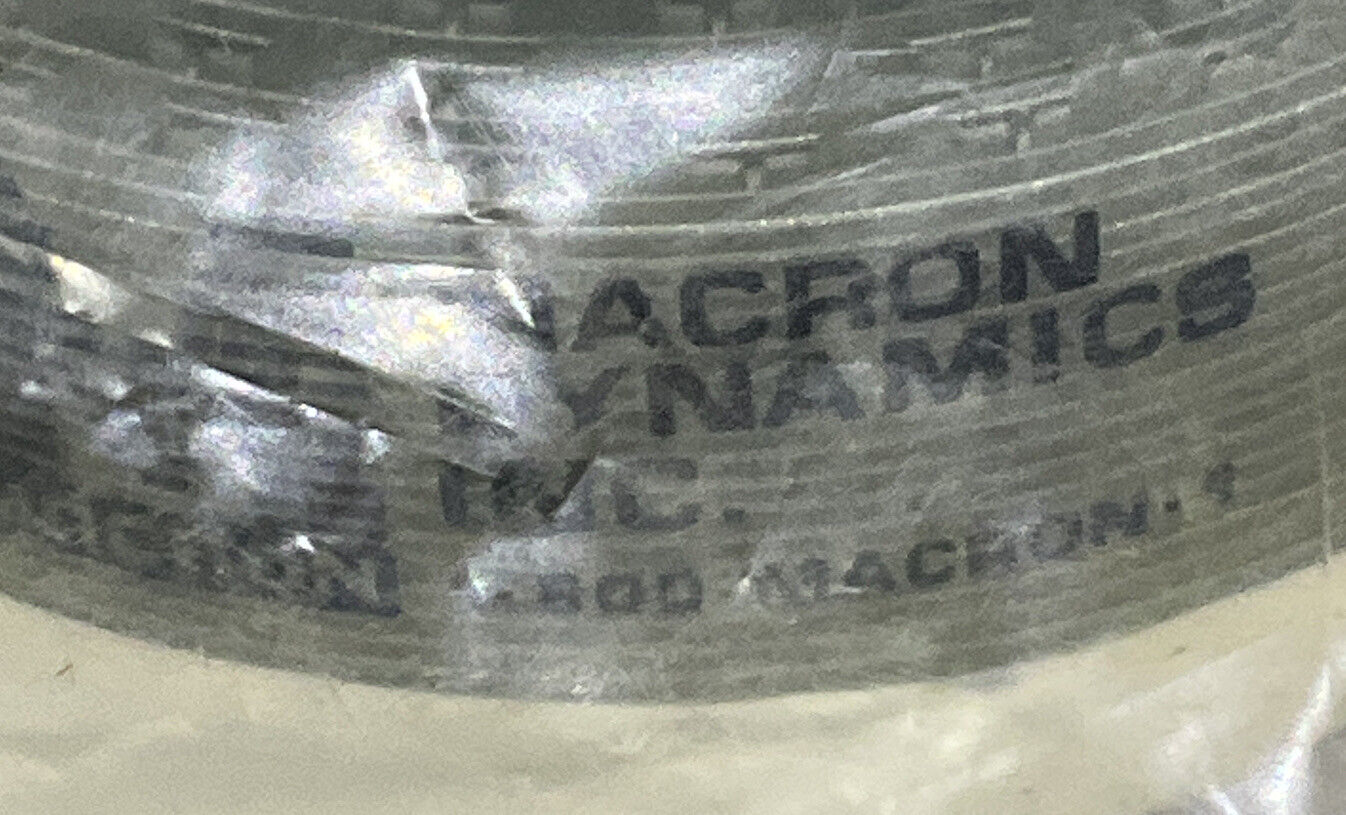 MACRON
DYNAMICS
INC.
1-800 MACRON-1